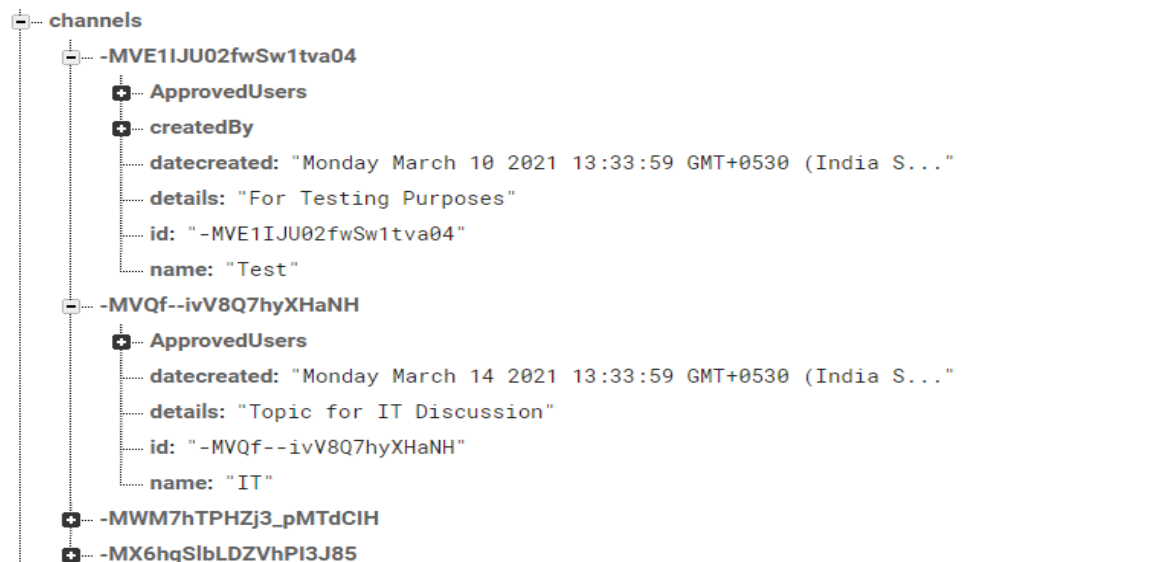 channels
-MVE1IJU02fwSw1tva04
ApprovedUsers
createdBy
datecreated: "Monday March 10 2021 13:33:59 GMT+0530 (India S..."
details: "For Testing Purposes"
id: "-MVE1IJU02fwSw1tva04"
name: "Test"
-MVQf--ivV8Q7hyXHaNH
ApprovedUsers
datecreated: "Monday March 14 2021 13:33:59 GMT+0530 (India S..."
details: "Topic for IT Discussion"
id: "-MVQf--ivV8Q7hyXHaNH"
name: "IT"
-MWM7hTPHZj3_pMTdCIH
-MX6hqSlbLDZVhPI3J85